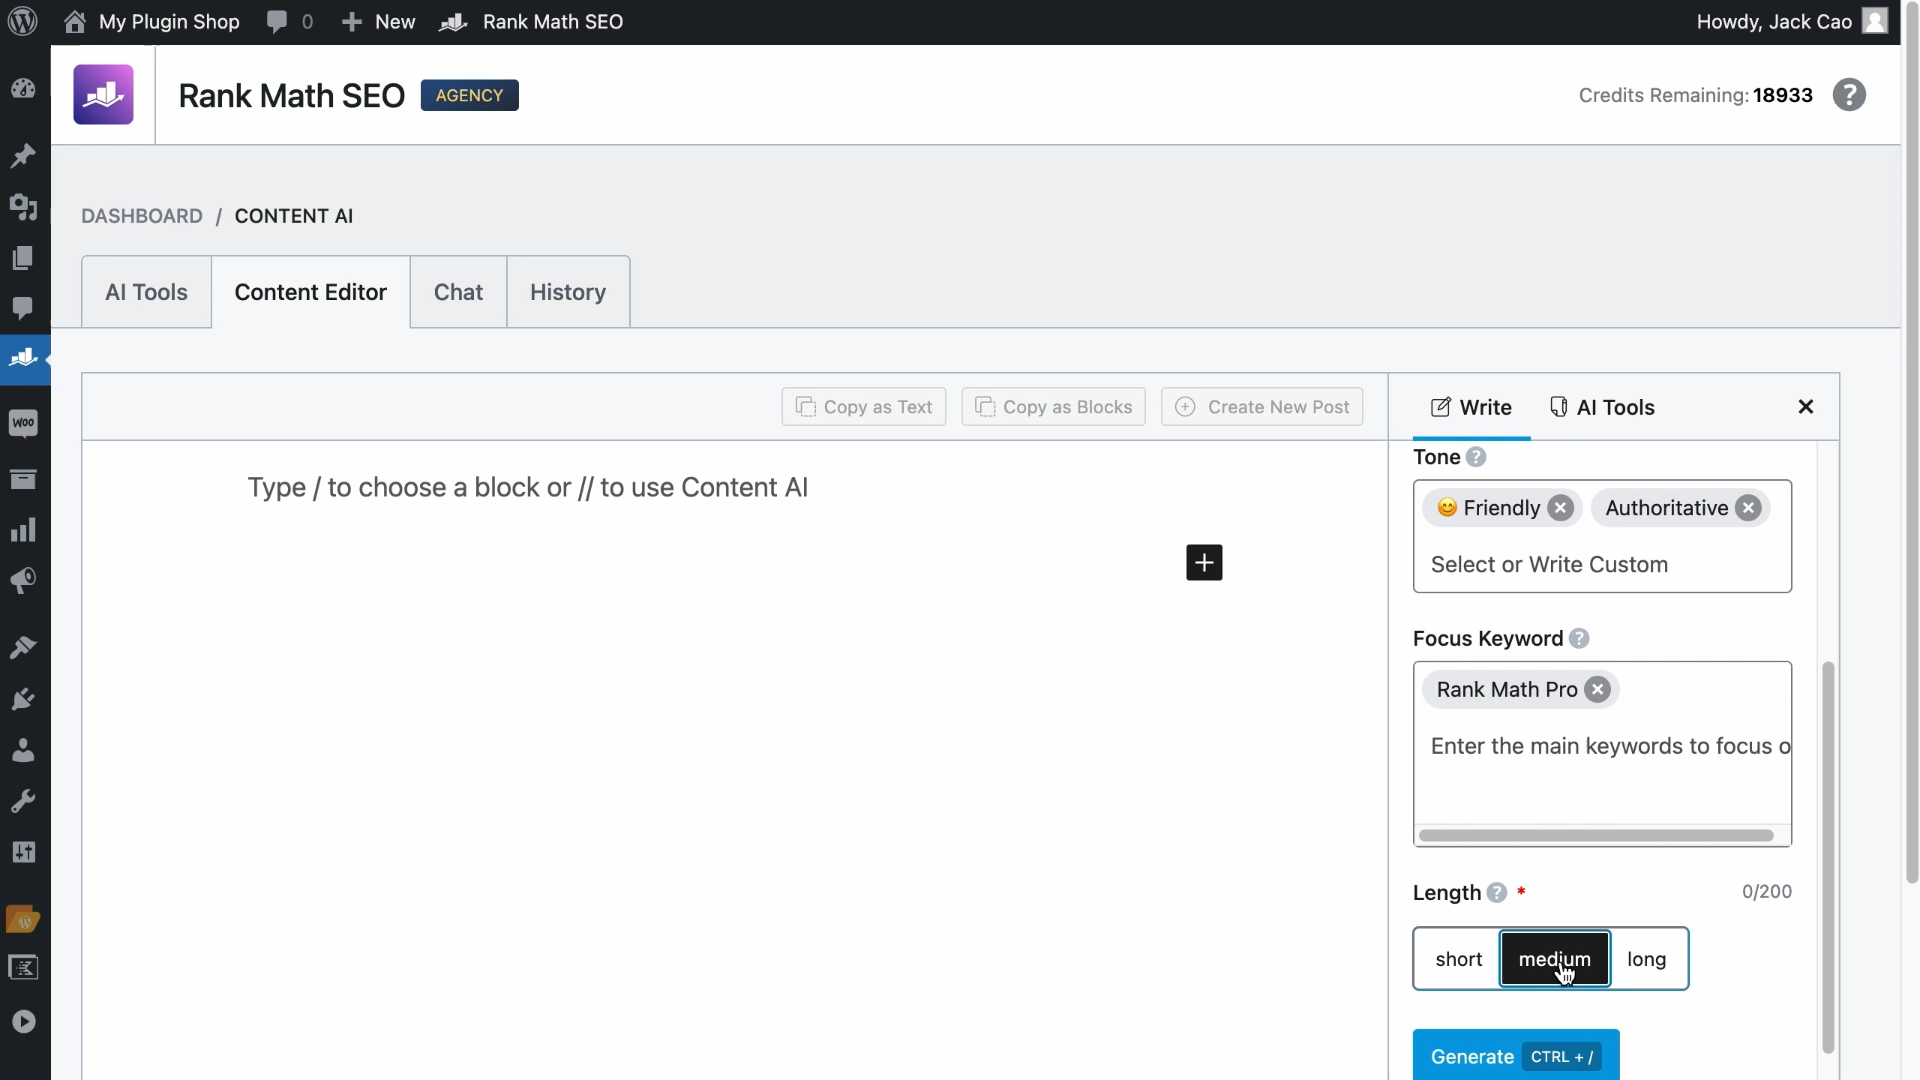 My Plugin Shop 0 New Rank Math SEO Howdy, Jack Cao
Rank Math SEO AGENCY Credits Remaining: 18933 ?
DASHBOARD / CONTENT AI
AI Tools Content Editor Chat History
Copy as Text Copy as Blocks Create New Post Write AI Tools
Type / to choose a block or // to use Content AI
Tone ?
😊 Friendly Authoritative
Select or Write Custom
Focus Keyword ?
Rank Math Pro
Enter the main keywords to focus o
Length ? * 0/200
short medium long
Generate CTRL + /
WOO